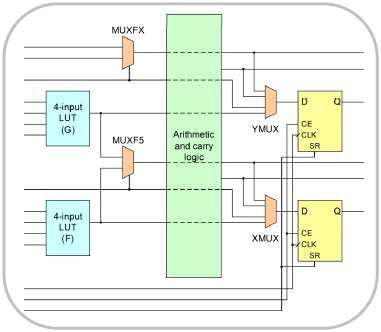 MUXFX
4-input
LUT
(G)
MUXF5
Arithmetic
and carry
logic
YMUX
D Q
CE
CLK
SR
4-input
LUT
(F)
XMUX
D Q
CE
CLK
SR